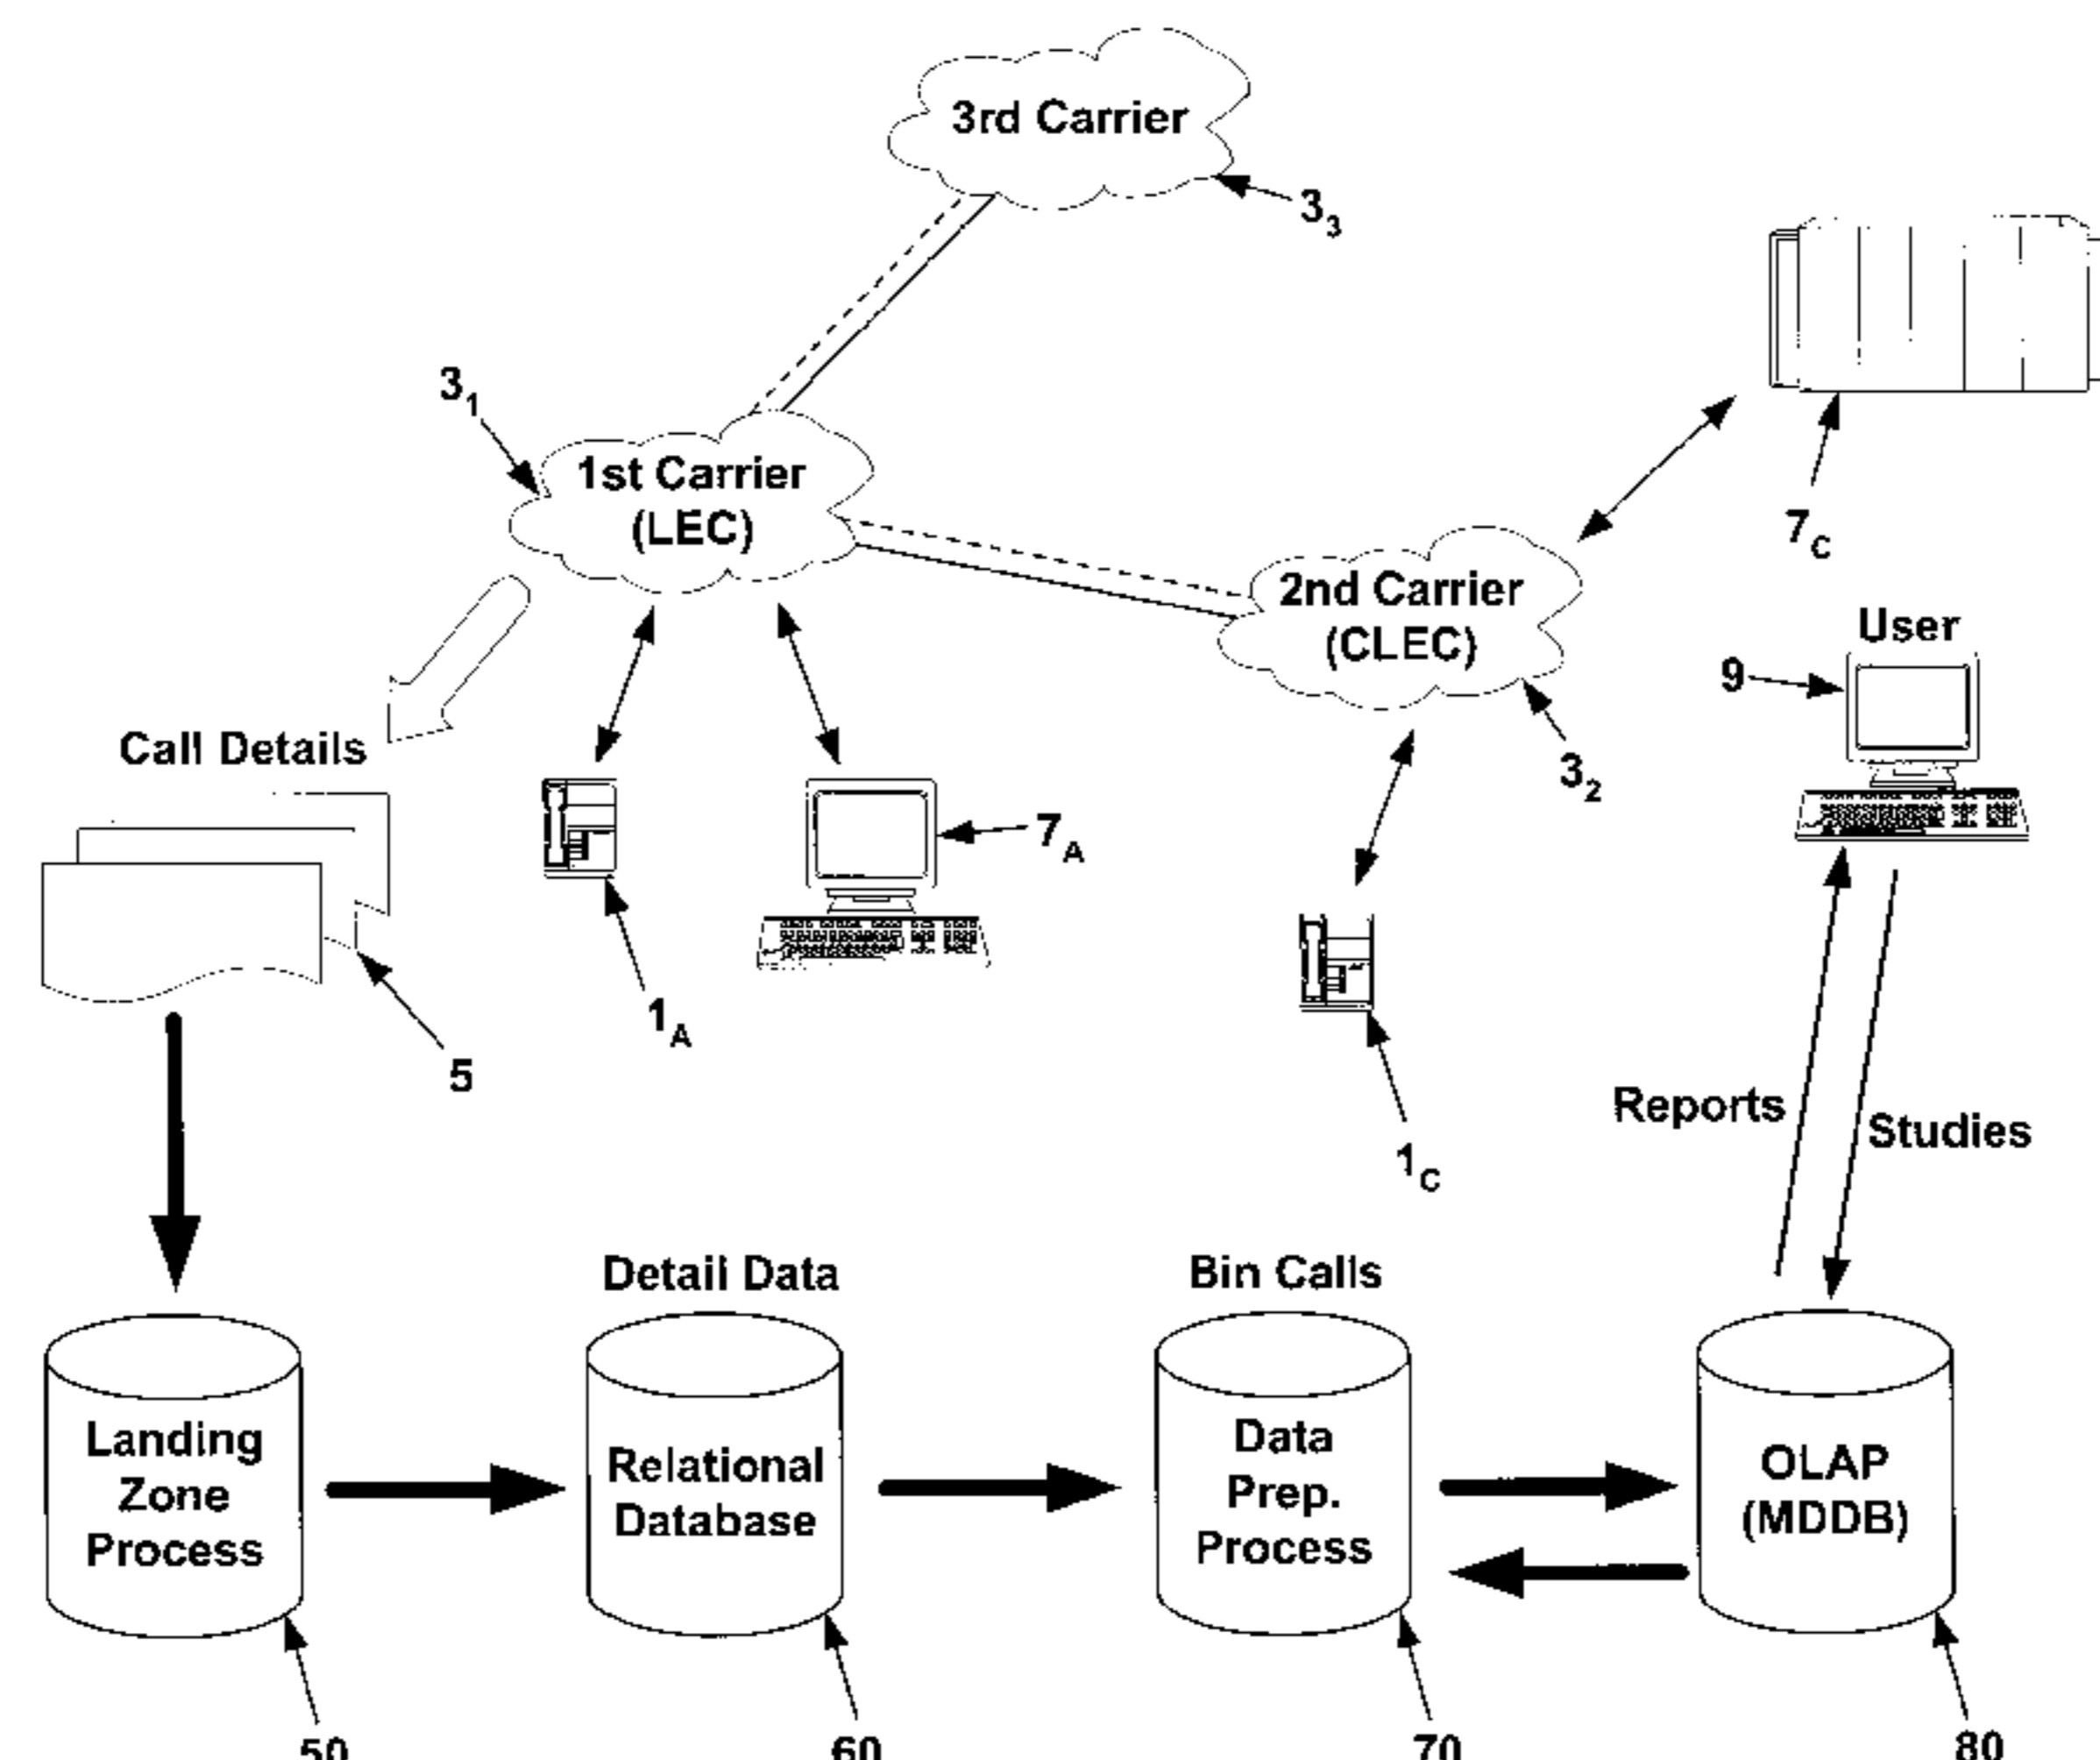 3rd Carrier
3₃
3₁
1st Carrier
(LEC)
7C
2nd Carrier
(CLEC)
User
9
Call Details
3₂
7A
1A
5
Reports
Studies
1C
Detail Data
Bin Calls
Landing
Zone
Process
Relational
Database
Data
Prep.
Process
OLAP
(MDDB)
50
60
70
80